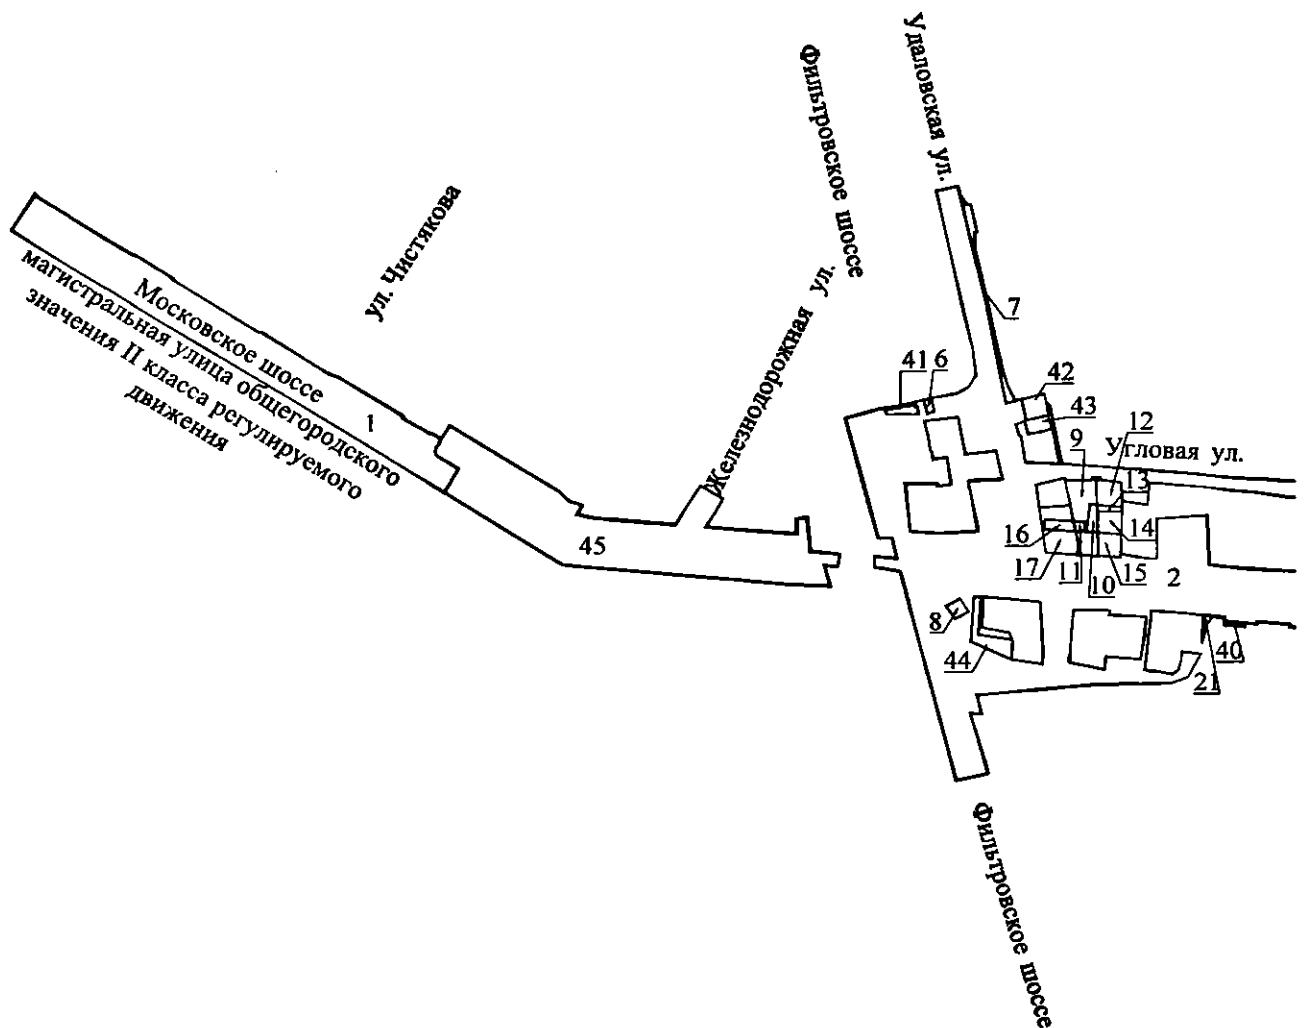 Удаловская ул.
Фильтровское шоссе
ул. Чистякова
Железнодорожная ул.
Московское шоссе
магистральная улица общегородского
значения II класса регулируемого
движения
1
7
41
6
42
43
12
9
Угловая ул.
13
16
14
17
11
10
15
2
45
8
44
40
21
Фильтровское шоссе